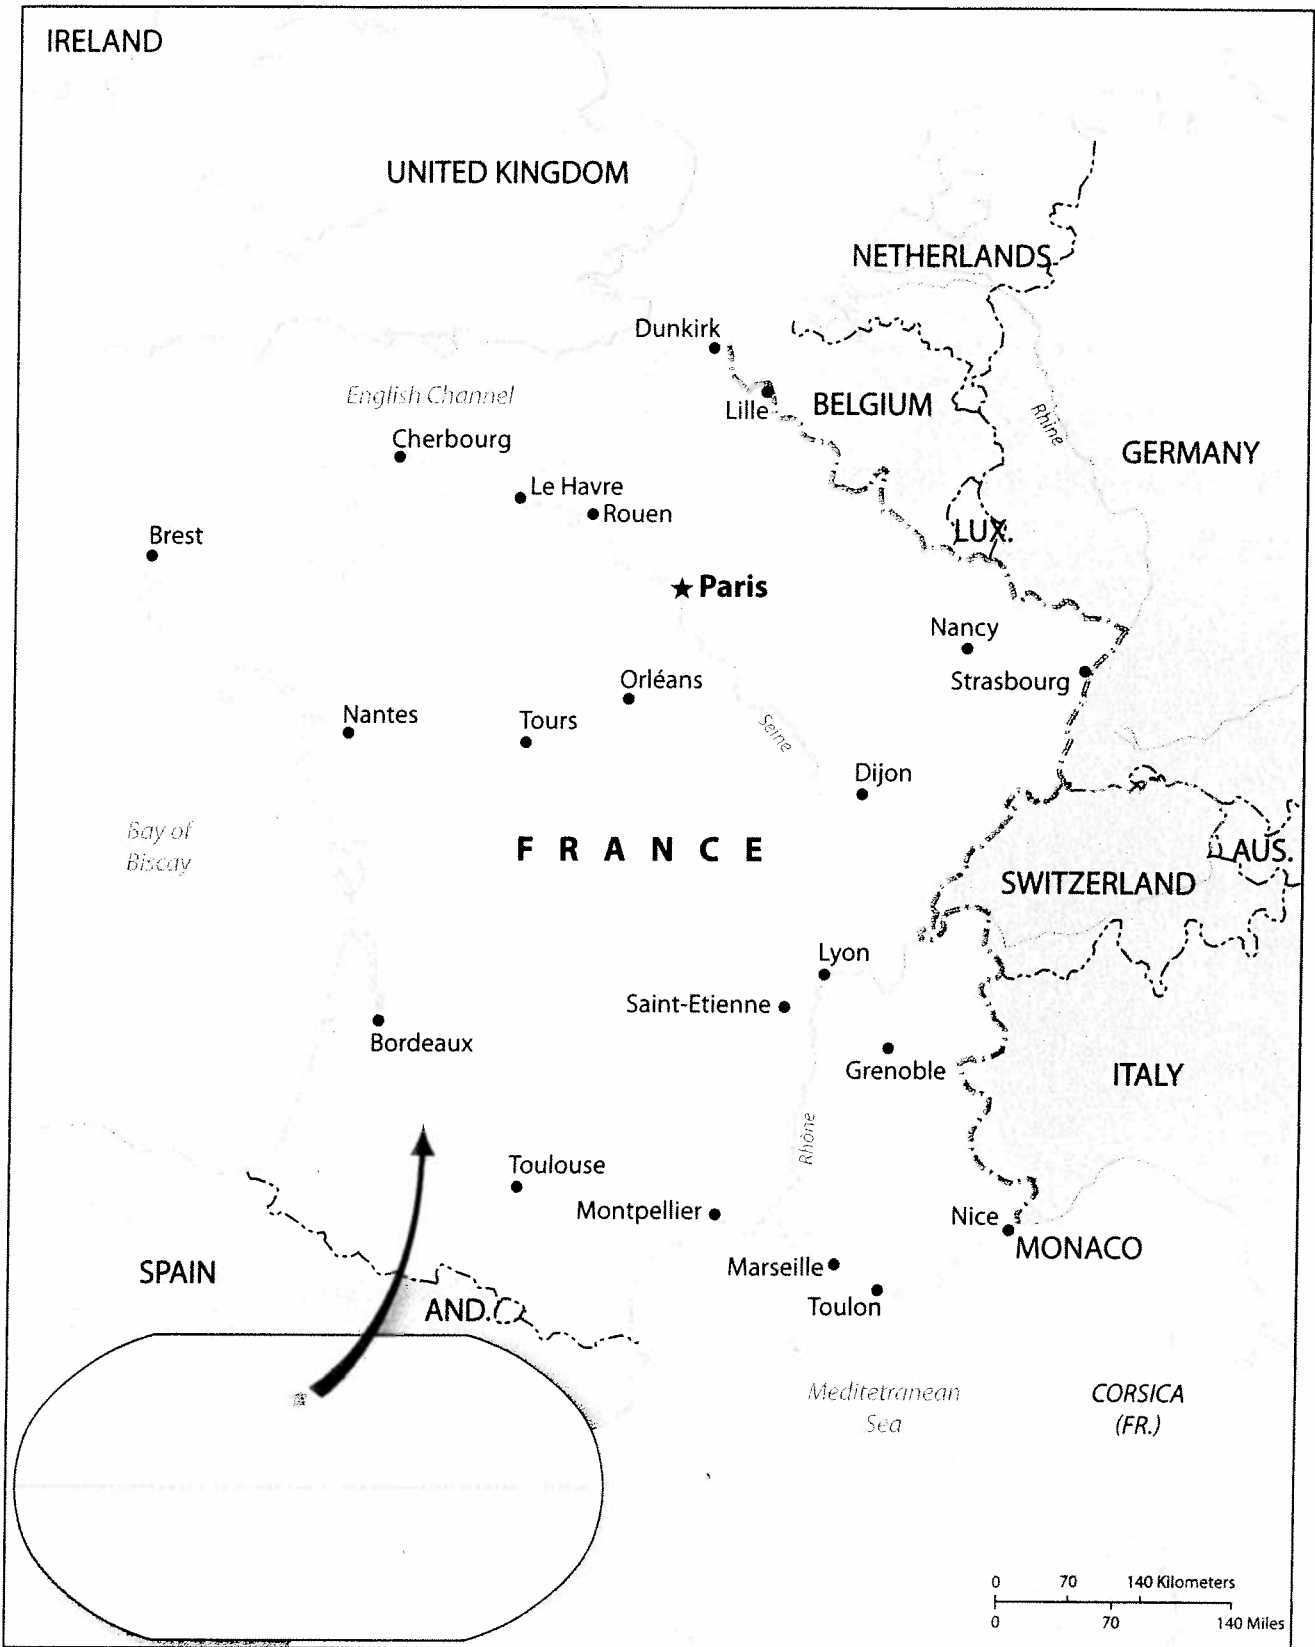 IRELAND
UNITED KINGDOM
NETHERLANDS
Dunkirk
English Channel
Lille
BELGIUM
Rhine
Cherbourg
GERMANY
Le Havre
Rouen
Brest
LUX.
Paris
Nancy
Strasbourg
Orléans
Nantes
Tours
Seine
Dijon
Bay of
Biscay
FRANCE
AUS.
SWITZERLAND
Lyon
Saint-Etienne
Bordeaux
Grenoble
ITALY
Rhône
Toulouse
Montpellier
Nice
MONACO
SPAIN
Marseille
AND.
Toulon
Meditetranean
Sea
CORSICA
(FR.)
0 70 140 Kilometers
0 70 140 Miles